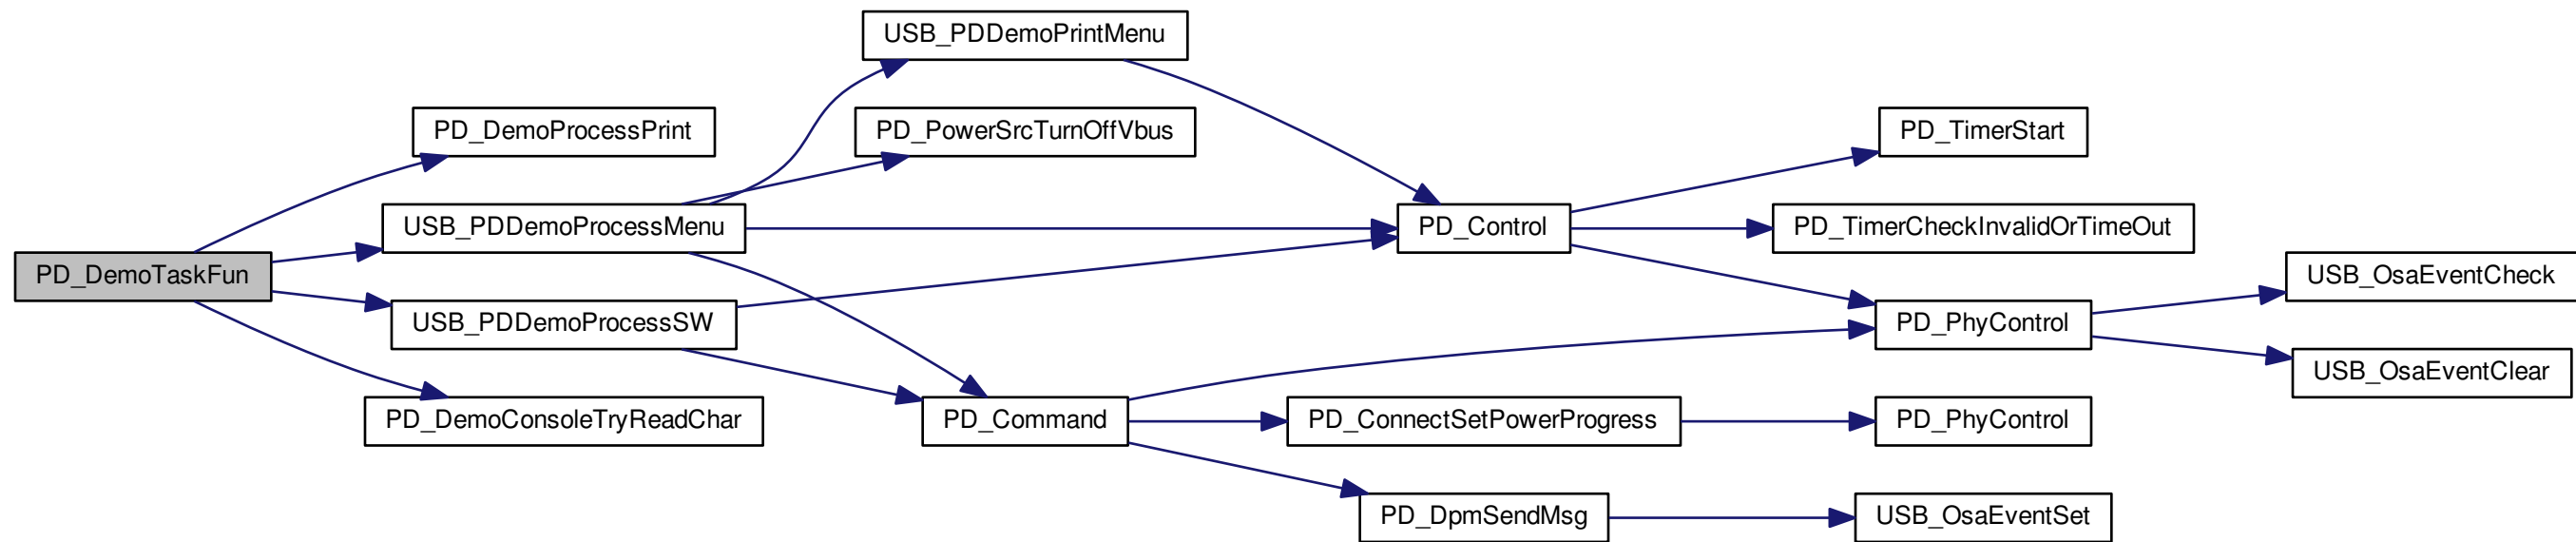 USB_PDDemoPrintMenu
PD_DemoProcessPrint
PD_PowerSrcTurnOffVbus
PD_TimerStart
USB_PDDemoProcessMenu
PD_Control
PD_TimerCheckInvalidOrTimeOut
PD_DemoTaskFun
USB_OsaEventCheck
USB_PDDemoProcessSW
PD_PhyControl
USB_OsaEventClear
PD_DemoConsoleTryReadChar
PD_Command
PD_ConnectSetPowerProgress
PD_PhyControl
PD_DpmSendMsg
USB_OsaEventSet